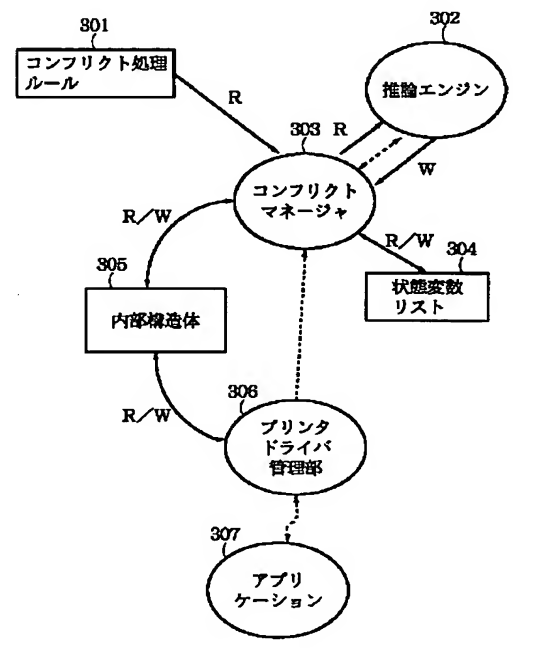 301
コンフリクト処理
ルール
302
推論エンジン
R
303
R
W
コンフリクト
マネージャ
R/W
R/W
304
状態変数
リスト
305
内部構造体
R/W
306
プリンタ
ドライバ
管理部
307
アプリ
ケーション